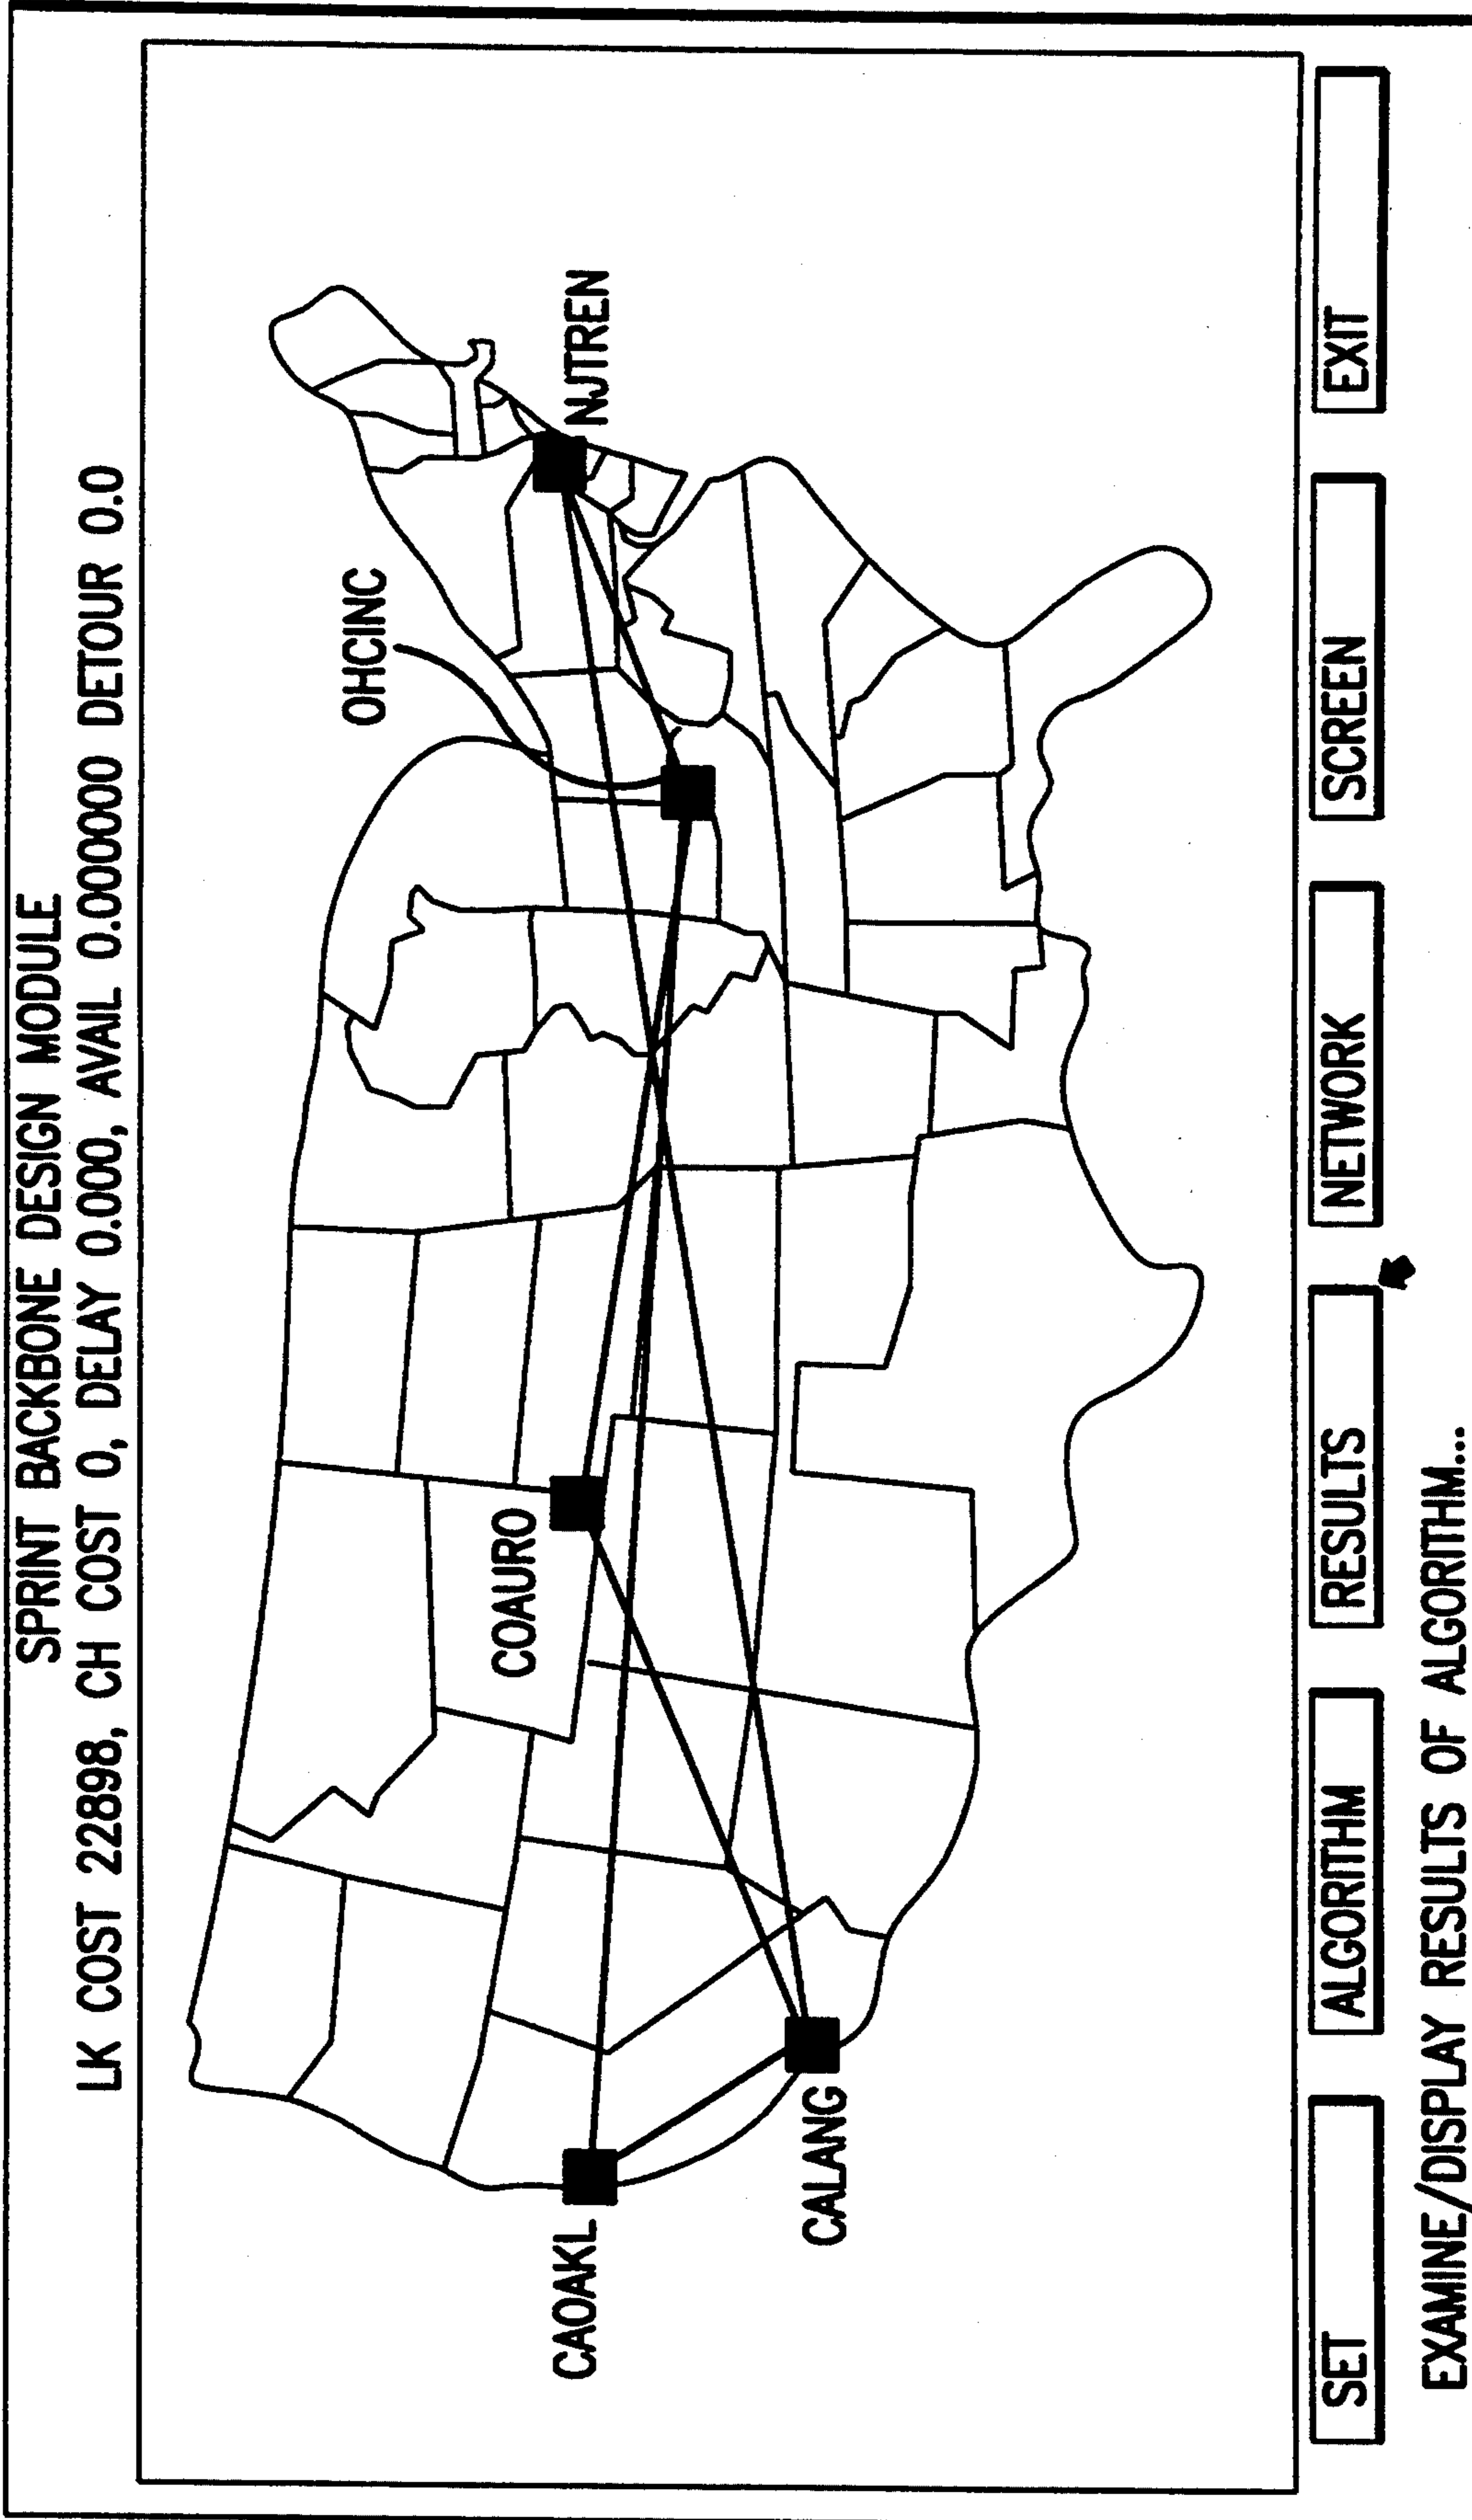 SPRINT BACKBONE DESIGN MODULE
LK COST 22898, CH COST 0, DELAY 0.000, AVAIL 0.000000 DETOUR 0.0
OHCINC
NJTREN
COAURO
CAOAKL
CALANG
SET ALGORITHM RESULTS NETWORK SCREEN EXIT
EXAMINE/DISPLAY RESULTS OF ALGORITHM...